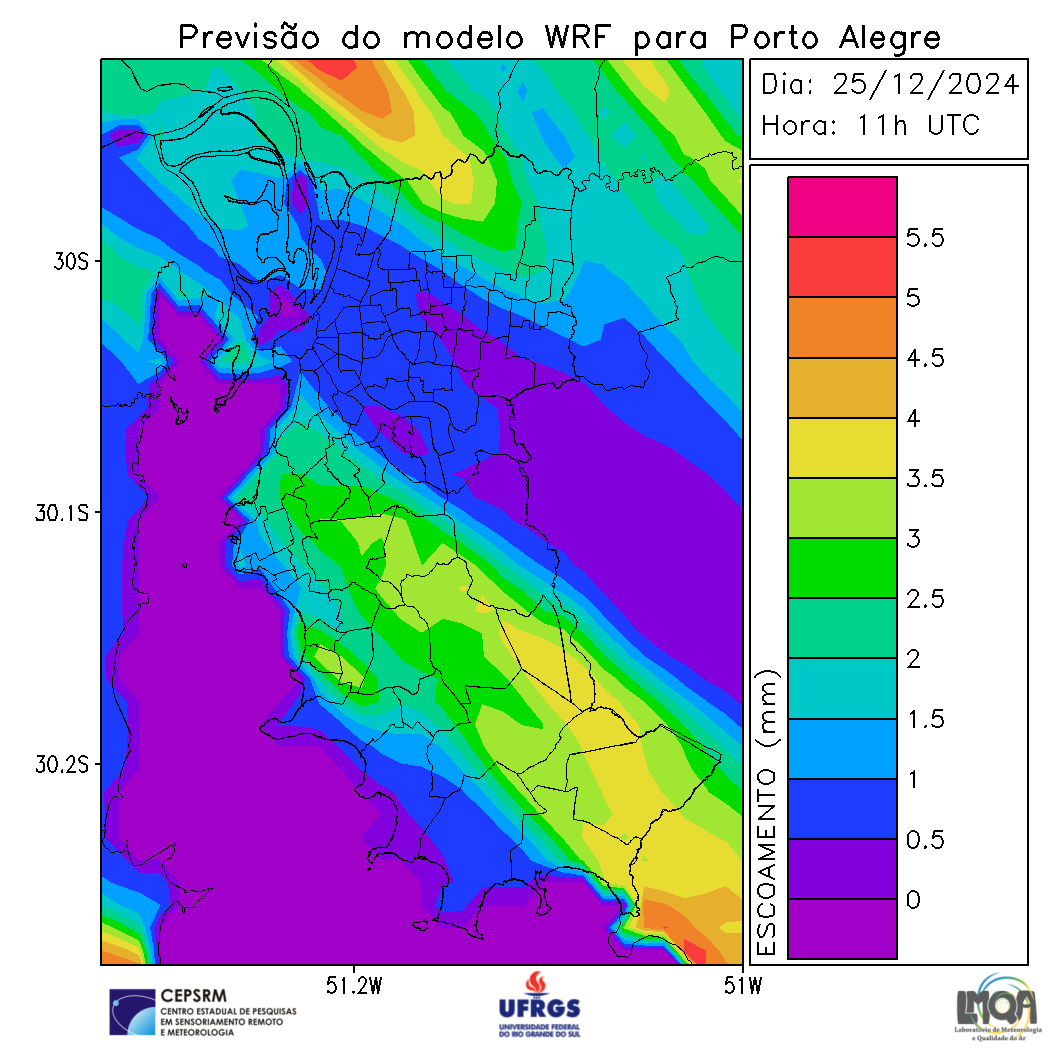 Previsão do modelo WRF para Porto Alegre
Dia: 25/12/2024
Hora: 11h UTC
30S
30.1S
30.2S
51.2W
51W
ESCOAMENTO (mm)
5.5
5
4.5
4
3.5
3
2.5
2
1.5
1
0.5
0
CEPSRM
CENTRO ESTADUAL DE PESQUISAS
EM SENSORIAMENTO REMOTO
E METEOROLOGIA
UFRGS
UNIVERSIDADE FEDERAL
DO RIO GRANDE DO SUL
LMQA
Laboratório de Meteorologia
e Qualidade do Ar